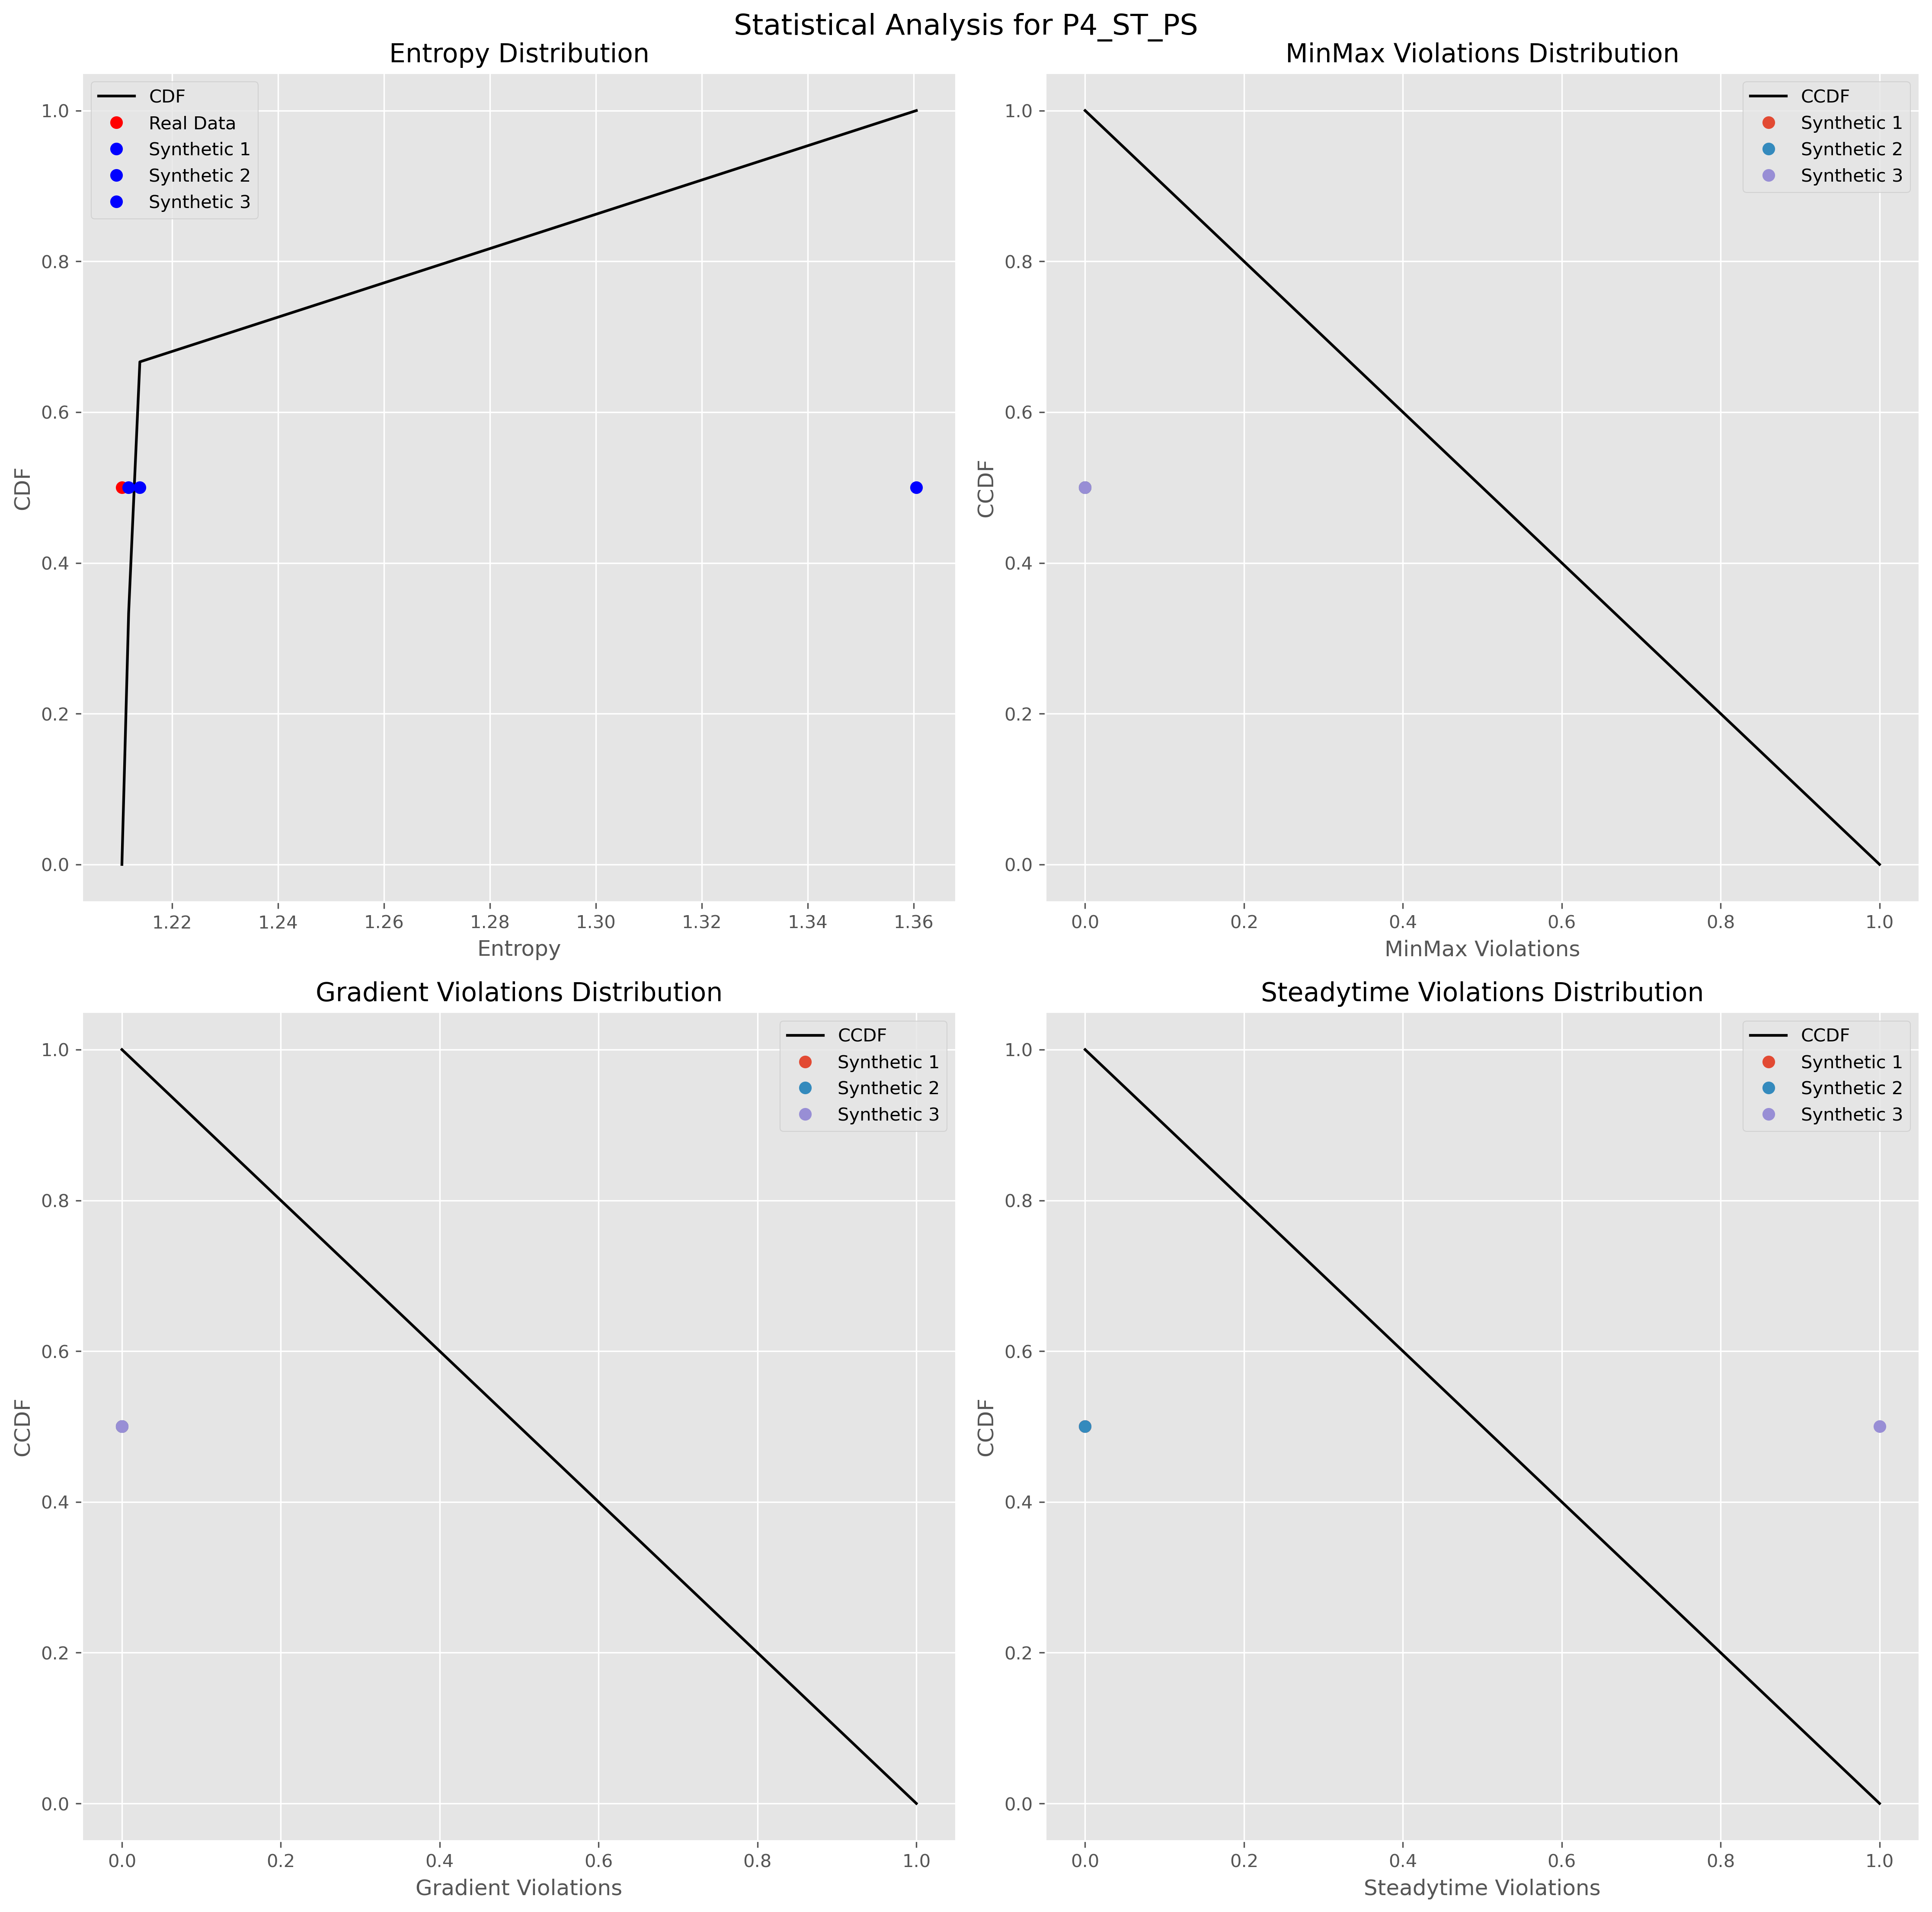 Statistical Analysis for P4_ST_PS
Entropy Distribution
CDF
Real Data
Synthetic 1
Synthetic 2
Synthetic 3
1.0
0.8
0.6
0.4
0.2
0.0
CDF
1.22 1.24 1.26 1.28 1.30 1.32 1.34 1.36
Entropy
MinMax Violations Distribution
CCDF
Synthetic 1
Synthetic 2
Synthetic 3
1.0
0.8
0.6
0.4
0.2
0.0
CCDF
0.0 0.2 0.4 0.6 0.8 1.0
MinMax Violations
Gradient Violations Distribution
CCDF
Synthetic 1
Synthetic 2
Synthetic 3
1.0
0.8
0.6
0.4
0.2
0.0
CCDF
0.0 0.2 0.4 0.6 0.8 1.0
Gradient Violations
Steadytime Violations Distribution
CCDF
Synthetic 1
Synthetic 2
Synthetic 3
1.0
0.8
0.6
0.4
0.2
0.0
CCDF
0.0 0.2 0.4 0.6 0.8 1.0
Steadytime Violations